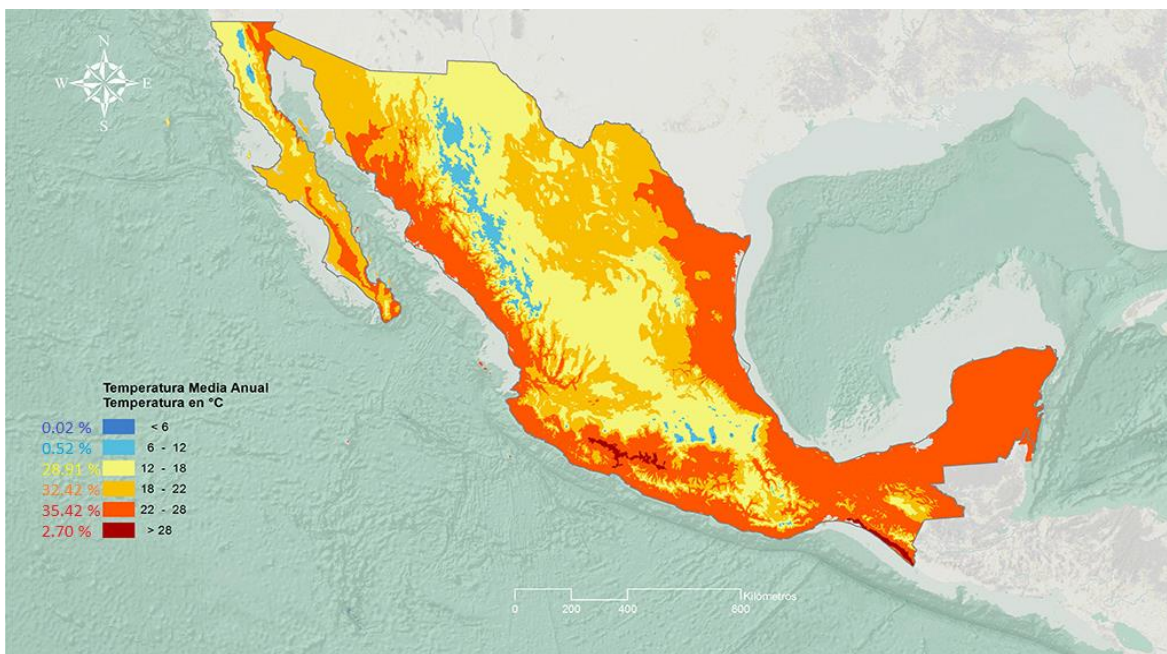 N
W E
S
Temperatura Media Anual
Temperatura en °C
0.02 % < 6
0.52 % 6 - 12
28.91 % 12 - 18
32.42 % 18 - 22
35.42 % 22 - 28
2.70 % > 28
Kilómetros
0 200 400 800